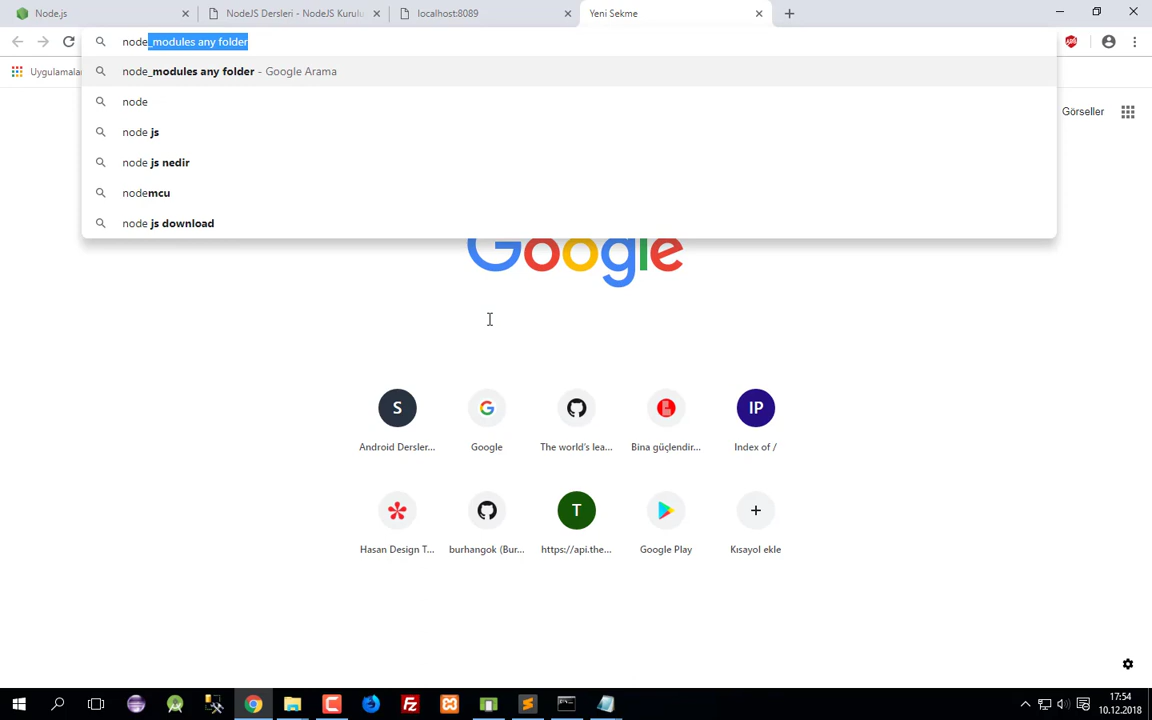 Node.js
NodeJS Dersleri - NodeJS Kurulu
localhost:8089
Yeni Sekme
node_modules any folder
Uygulamala
node_modules any folder - Google Arama
node
node js
node js nedir
nodemcu
node js download
Görseller
Google
S
IP
Android Dersler...
Google
The world's lea...
Bina güçlendir...
Index of /
T
Hasan Design T...
burhangok (Bur...
https://api.the...
Google Play
Kısayol ekle
17:54
10.12.2018